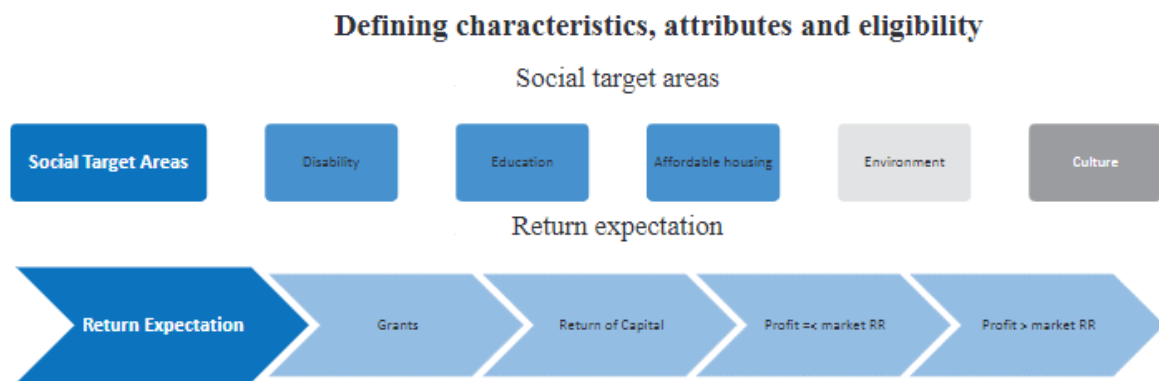 Defining characteristics, attributes and eligibility
Social target areas
Social Target Areas
Disability
Education
Affordable housing
Environment
Culture
Return expectation
Return Expectation
Grants
Return of Capital
Profit =< market RR
Profit > market RR